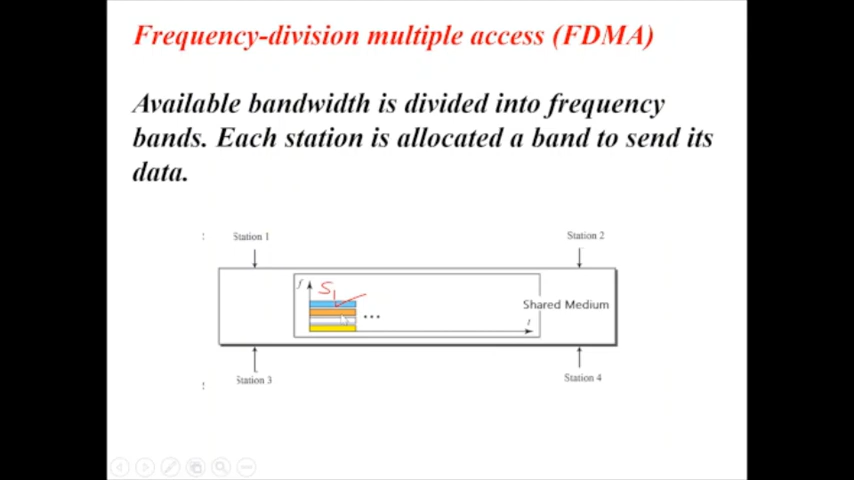 Frequency-division multiple access (FDMA)
Available bandwidth is divided into frequency
bands. Each station is allocated a band to send its
data.
Station 1
Station 2
f
S1
Shared Medium
...
t
Station 3
Station 4